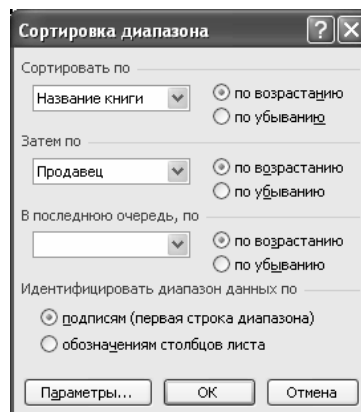 Сортировка диапазона
Сортировать по
Название книги
по возрастанию
по убыванию
Затем по
Продавец
по возрастанию
по убыванию
В последнюю очередь, по
по возрастанию
по убыванию
Идентифицировать диапазон данных по
подписям (первая строка диапазона)
обозначениям столбцов листа
Параметры... ОК Отмена